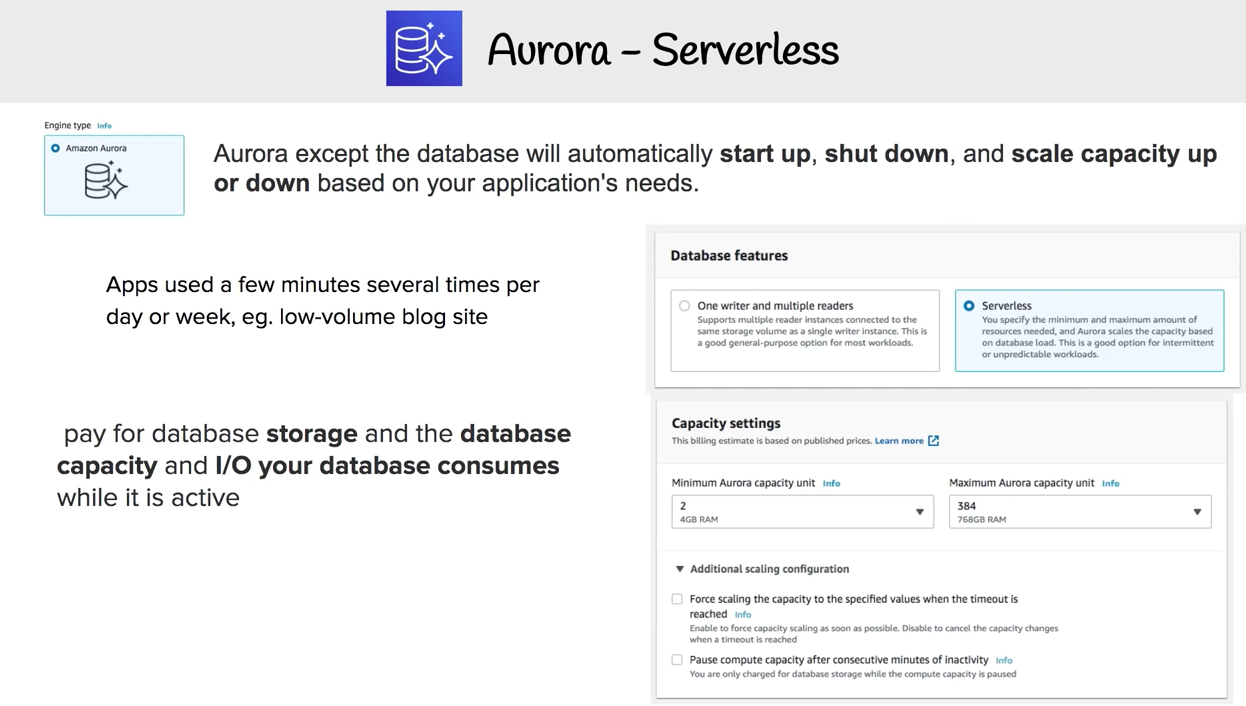 Aurora – Serverless
Engine type Info
Amazon Aurora
Aurora except the database will automatically start up, shut down, and scale capacity up
or down based on your application's needs.
Apps used a few minutes several times per
day or week, eg. low-volume blog site
pay for database storage and the database
capacity and I/O your database consumes
while it is active
Database features
One writer and multiple readers
Supports multiple reader instances connected to the
same storage volume as a single writer instance. This is
a good general-purpose option for most workloads.
Serverless
You specify the minimum and maximum amount of
resources needed, and Aurora scales the capacity based
on database load. This is a good option for intermittent
or unpredictable workloads.
Capacity settings
This billing estimate is based on published prices. Learn more
Minimum Aurora capacity unit Info
2
4GB RAM
Maximum Aurora capacity unit Info
384
768GB RAM
Additional scaling configuration
Force scaling the capacity to the specified values when the timeout is
reached Info
Enable to force capacity scaling as soon as possible. Disable to cancel the capacity changes
when a timeout is reached
Pause compute capacity after consecutive minutes of inactivity Info
You are only charged for database storage while the compute capacity is paused